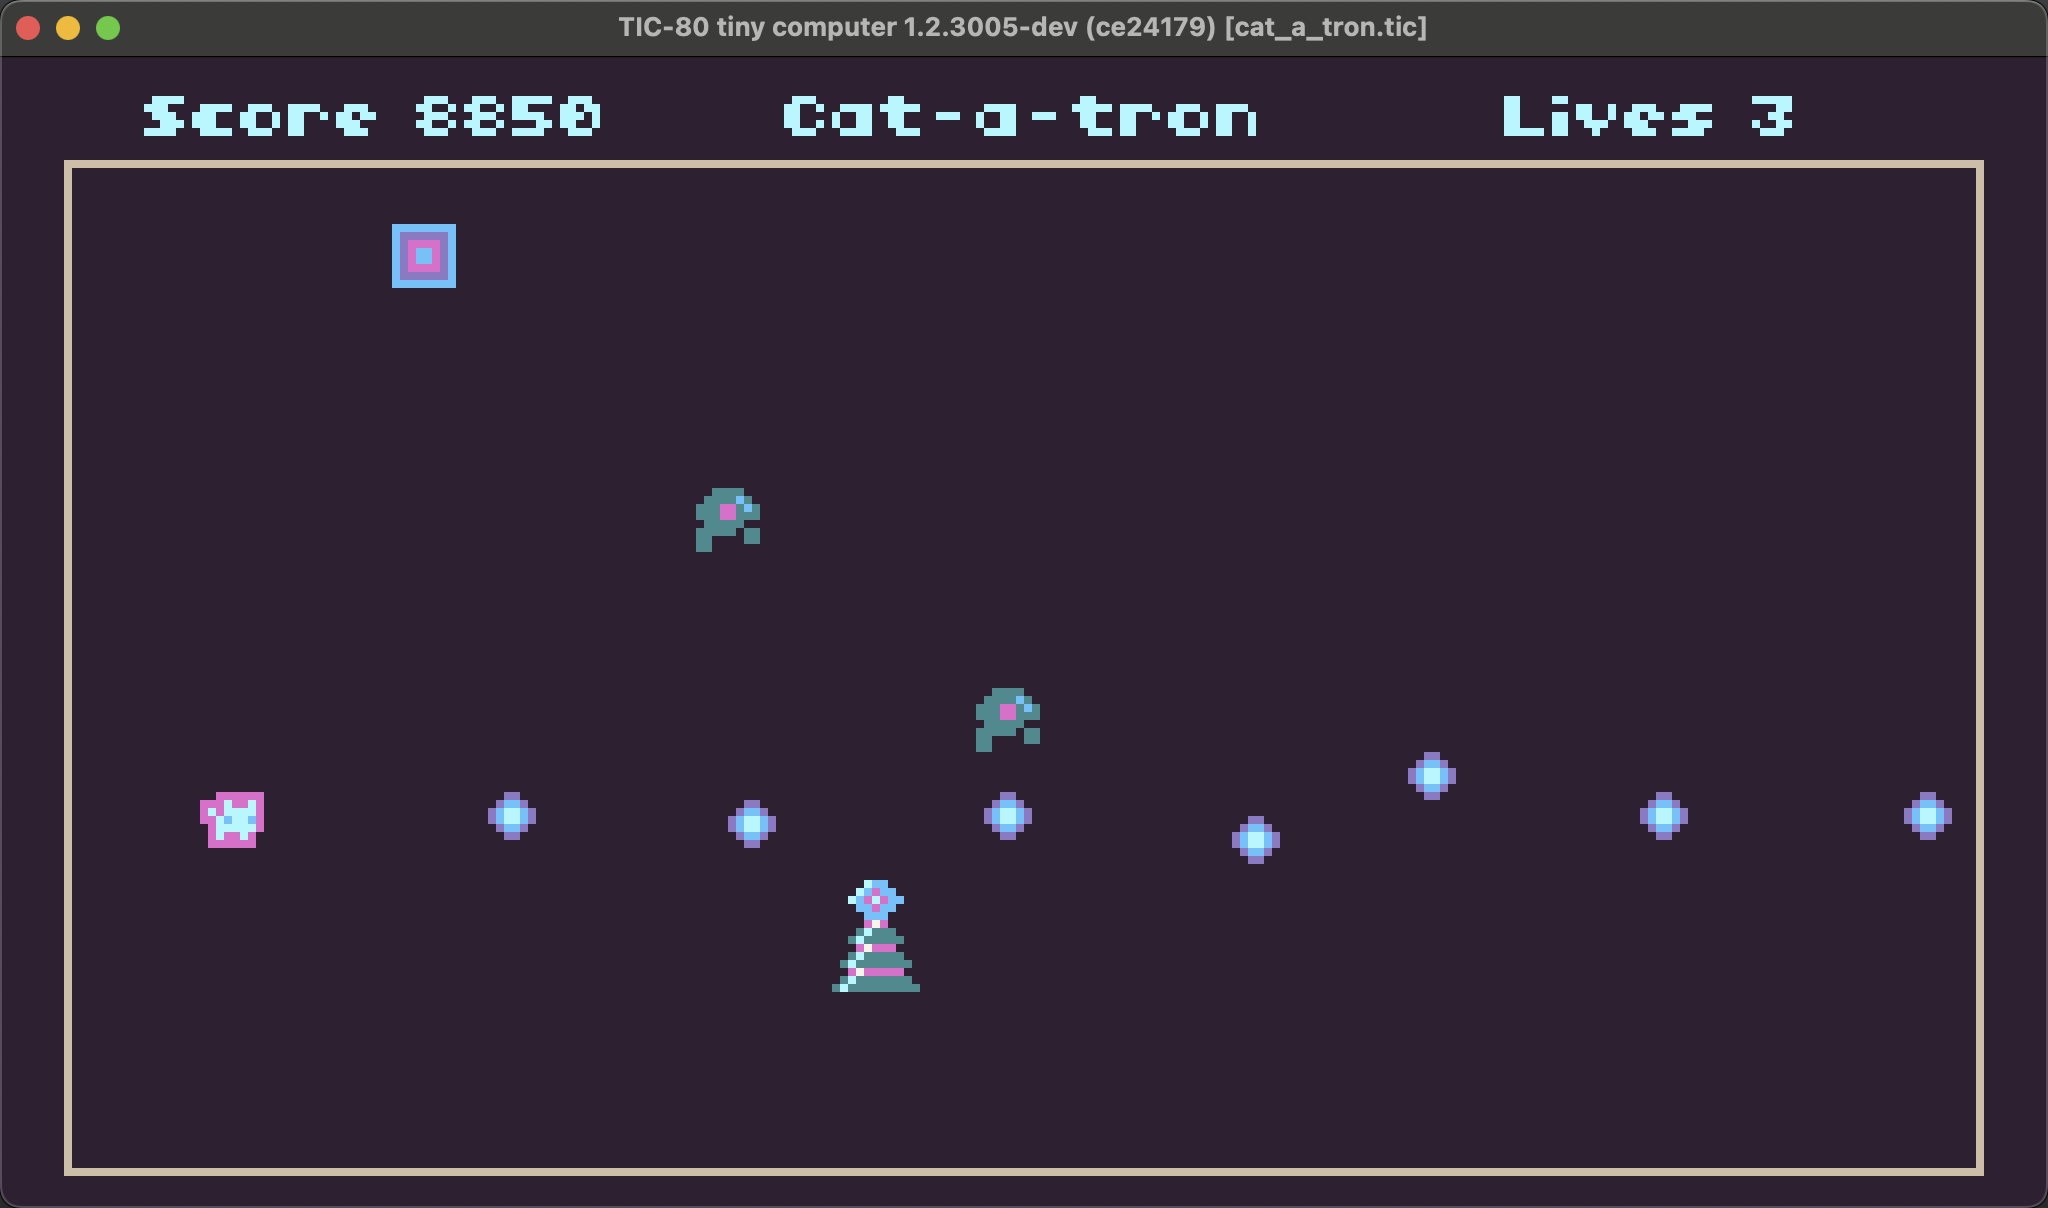 TIC-80 tiny computer 1.2.3005-dev (ce24179) [cat_a_tron.tic]
Score 8850 Cat-a-tron Lives 3